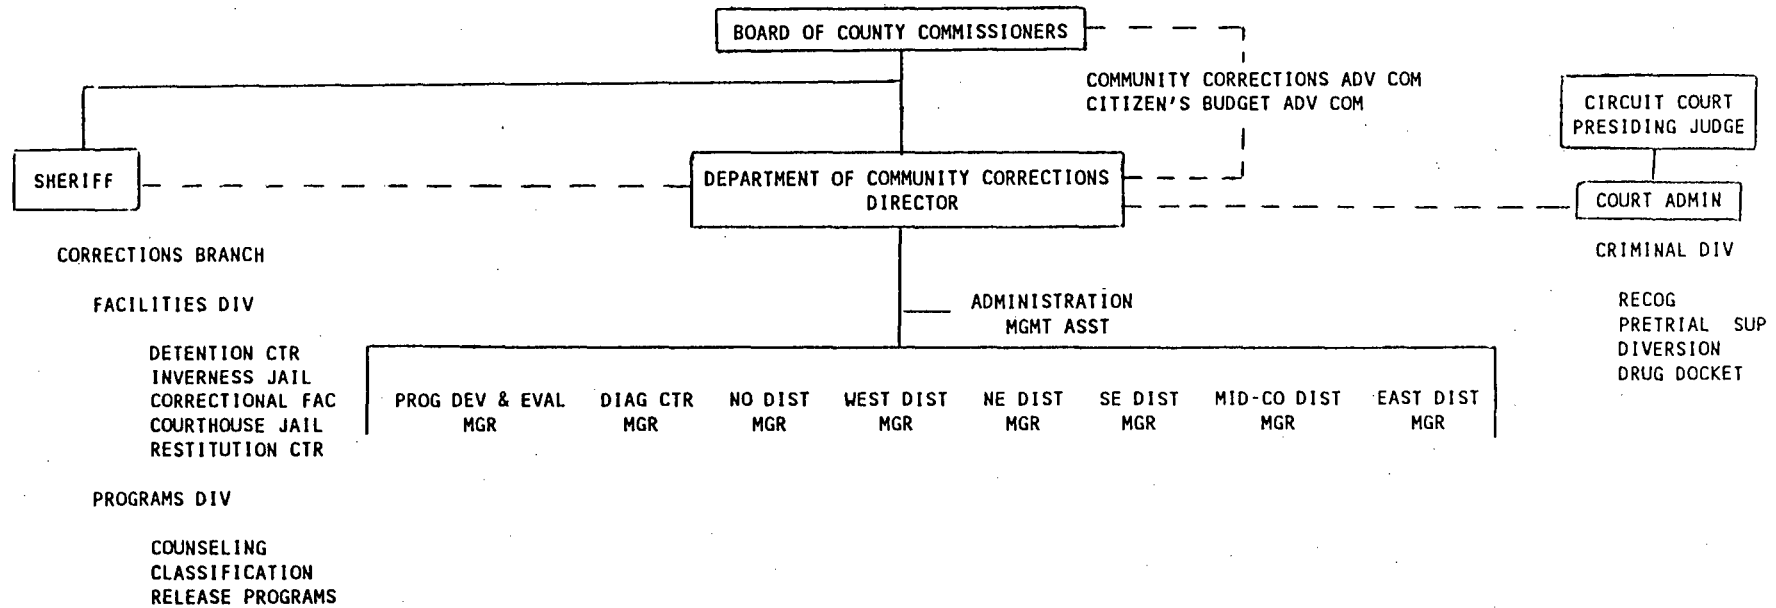 BOARD OF COUNTY COMMISSIONERS
COMMUNITY CORRECTIONS ADV COM
CITIZEN'S BUDGET ADV COM
CIRCUIT COURT
PRESIDING JUDGE
SHERIFF
DEPARTMENT OF COMMUNITY CORRECTIONS
DIRECTOR
COURT ADMIN
CORRECTIONS BRANCH
FACILITIES DIV
DETENTION CTR
INVERNESS JAIL
CORRECTIONAL FAC
COURTHOUSE JAIL
RESTITUTION CTR
PROGRAMS DIV
COUNSELING
CLASSIFICATION
RELEASE PROGRAMS
ADMINISTRATION
MGMT ASST
PROG DEV & EVAL
MGR
DIAG CTR
MGR
NO DIST
MGR
WEST DIST
MGR
NE DIST
MGR
SE DIST
MGR
MID-CO DIST
MGR
EAST DIST
MGR
CRIMINAL DIV
RECOG
PRETRIAL SUP
DIVERSION
DRUG DOCKET